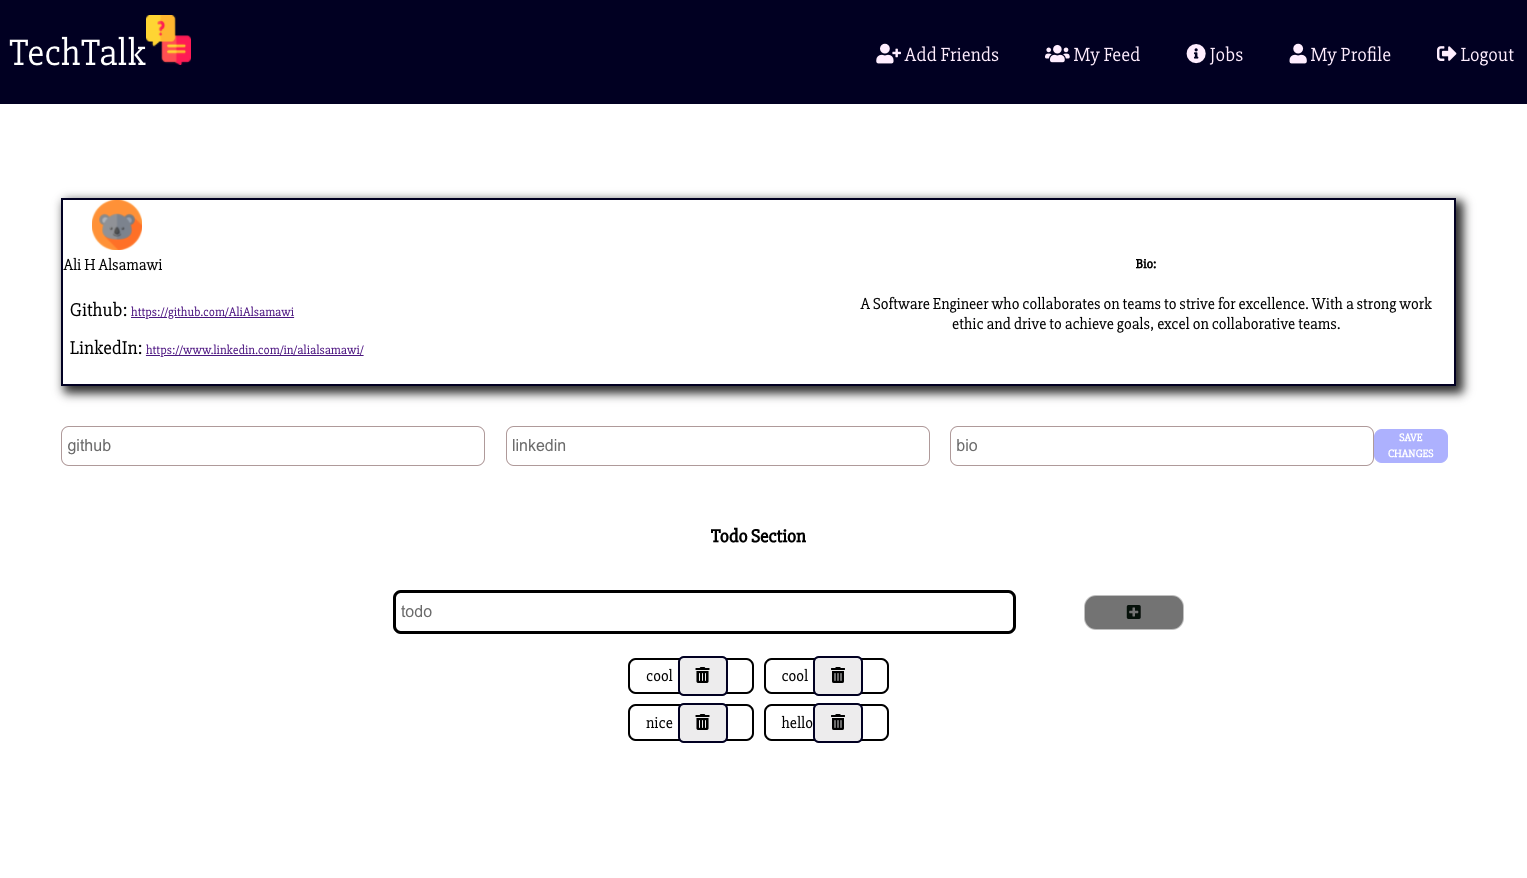 TechTalk
Add Friends
My Feed
Jobs
My Profile
Logout
Ali H Alsamawi
Github: https://github.com/AliAlsamawi
LinkedIn: https://www.linkedin.com/in/alialsamawi/
Bio:
A Software Engineer who collaborates on teams to strive for excellence. With a strong work
ethic and drive to achieve goals, excel on collaborative teams.
github
linkedin
bio
SAVE
CHANGES
Todo Section
todo
cool
cool
nice
hello